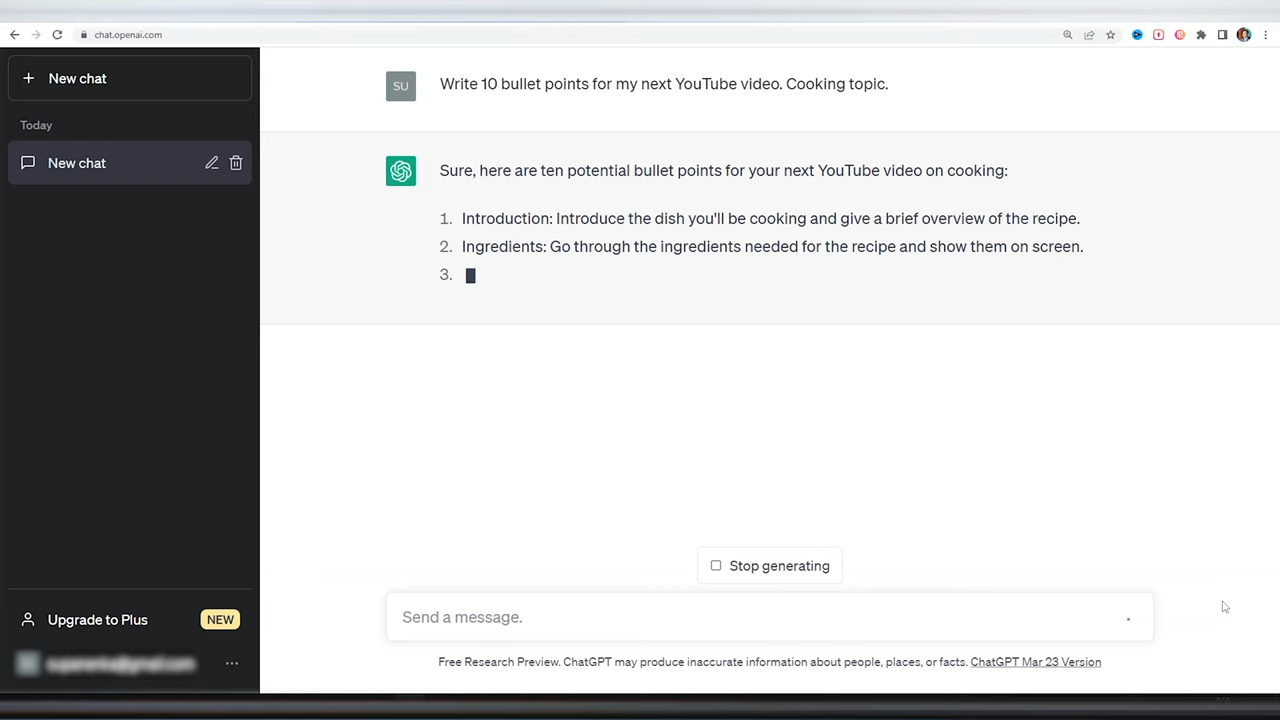 chat.openai.com
New chat
SU
Write 10 bullet points for my next YouTube video. Cooking topic.
Today
New chat
Sure, here are ten potential bullet points for your next YouTube video on cooking:
1. Introduction: Introduce the dish you'll be cooking and give a brief overview of the recipe.
2. Ingredients: Go through the ingredients needed for the recipe and show them on screen.
3.
Stop generating
Upgrade to Plus NEW
Send a message.
Free Research Preview. ChatGPT may produce inaccurate information about people, places, or facts. ChatGPT Mar 23 Version